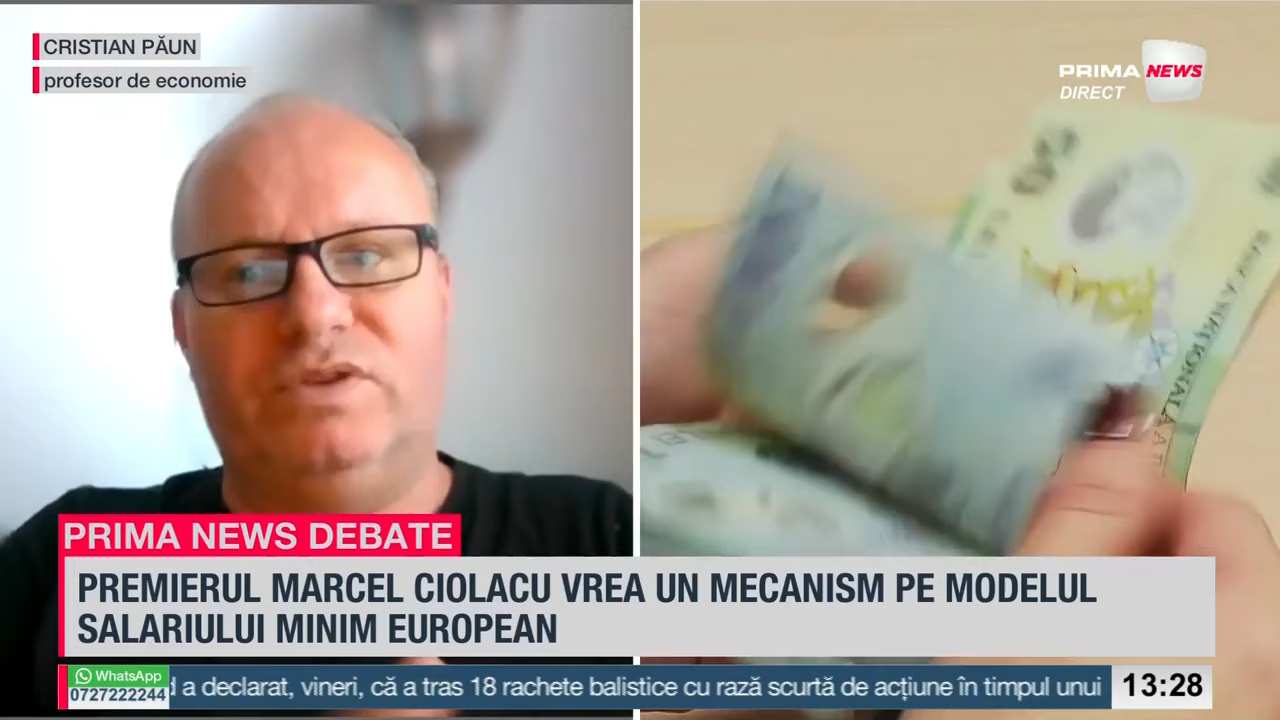 CRISTIAN PĂUN
profesor de economie
PRIMA NEWS
DIRECT
PRIMA NEWS DEBATE
PREMIERUL MARCEL CIOLACU VREA UN MECANISM PE MODELUL
SALARIULUI MINIM EUROPEAN
WhatsApp
0727222244
d a declarat, vineri, că a tras 18 rachete balistice cu rază scurtă de acțiune în timpul unui
13:28